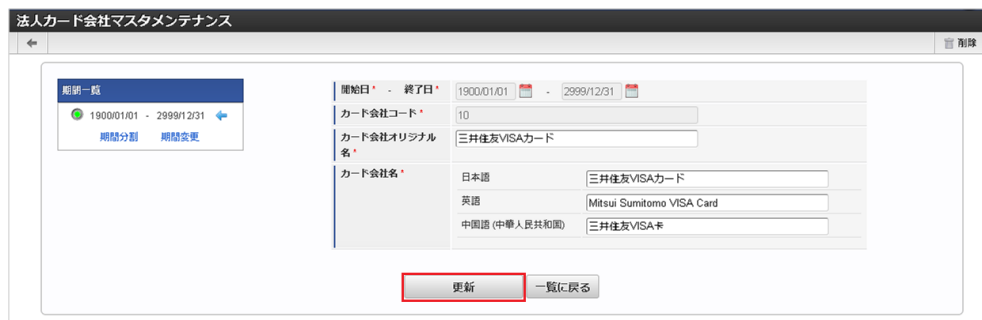 法人カード会社マスタメンテナンス
削除
期間一覧
1900/01/01 - 2999/12/31
期間分割 期間変更
開始日* - 終了日* 1900/01/01 - 2999/12/31
カード会社コード* 10
カード会社オリジナル
名*
三井住友VISAカード
カード会社名*
日本語 三井住友VISAカード
英語 Mitsui Sumitomo VISA Card
中国語 (中華人民共和国) 三井住友VISA卡
更新 一覧に戻る